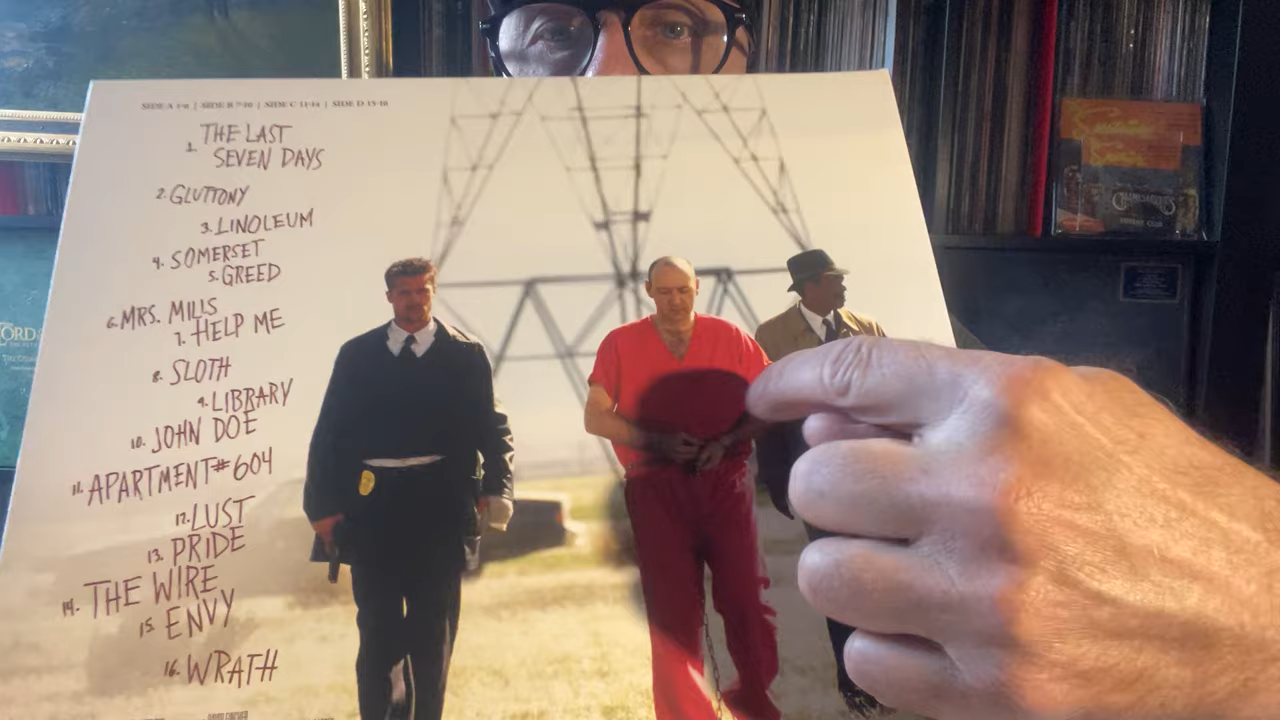 SIDE A 1-6 | SIDE B 7-10 | SIDE C 11-14 | SIDE D 15-16
1. THE LAST
SEVEN DAYS
2. GLUTTONY
3. LINOLEUM
4. SOMERSET
5. GREED
6. MRS. MILLS
7. HELP ME
8. SLOTH
9. LIBRARY
10. JOHN DOE
11. APARTMENT #604
12. LUST
13. PRIDE
14. THE WIRE
15. ENVY
16. WRATH